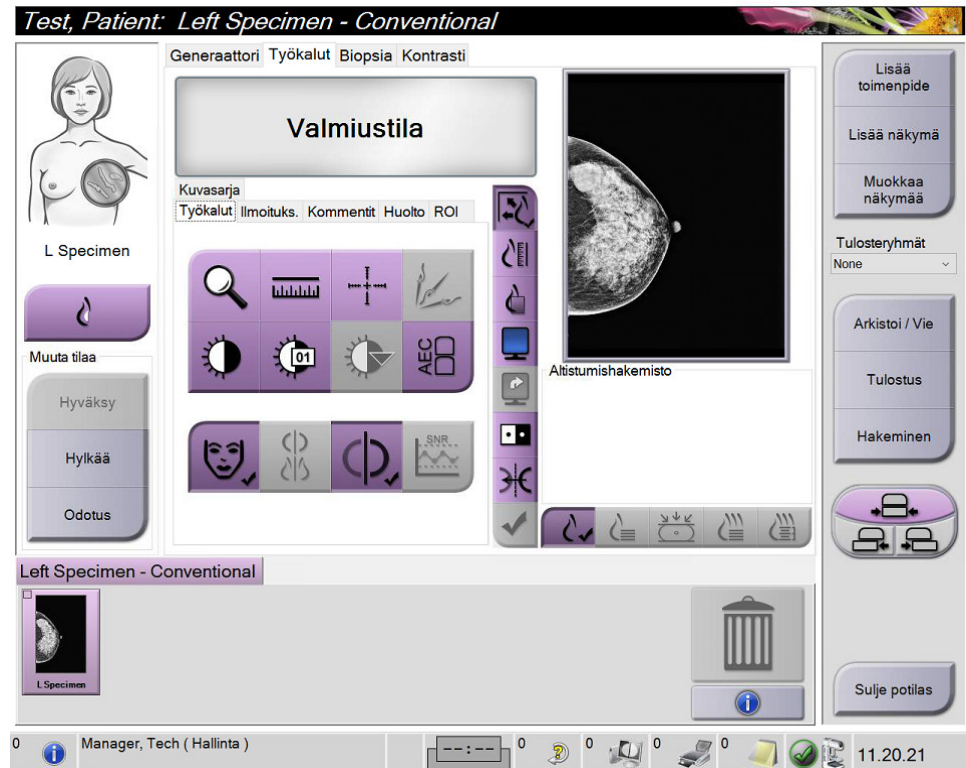 Test, Patient: Left Specimen - Conventional
Generaattori Työkalut Biopsia Kontrasti
Valmiustila
Kuvasarja
Työkalut Ilmoituks. Kommentit Huolto ROI
L Specimen
Muuta tilaa
Hyväksy
Hylkää
Odotus
01
AEC
SNR
Altistumishakemisto
Lisää
toimenpide
Lisää näkymä
Muokkaa
näkymää
Tulosteryhmät
None
Arkistoi / Vie
Tulostus
Hakeminen
Sulje potilas
Left Specimen - Conventional
L Specimen
0 Manager, Tech ( Hallinta ) --:-- 0 0 0 0 11.20.21